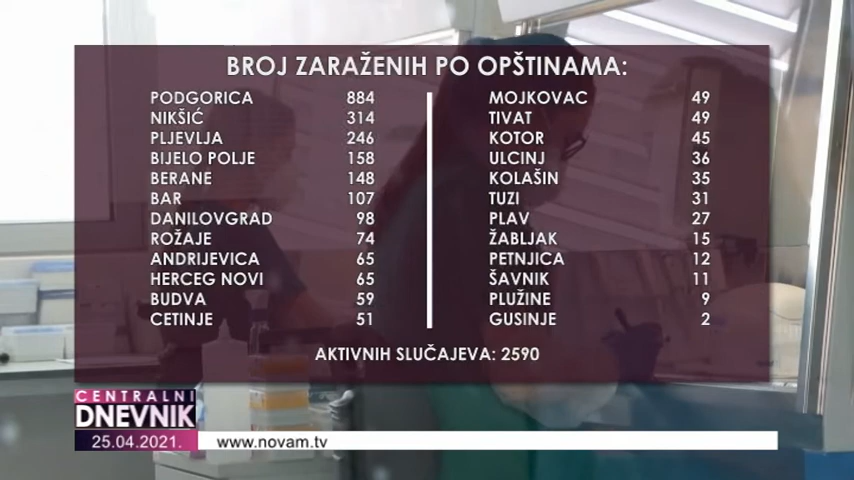 BROJ ZARAŽENIH PO OPŠTINAMA:
PODGORICA 884
NIKŠIĆ 314
PLJEVLJA 246
BIJELO POLJE 158
BERANE 148
BAR 107
DANILOVGRAD 98
ROŽAJE 74
ANDRIJEVICA 65
HERCEG NOVI 65
BUDVA 59
CETINJE 51
MOJKOVAC 49
TIVAT 49
KOTOR 45
ULCINJ 36
KOLAŠIN 35
TUZI 31
PLAV 27
ŽABLJAK 15
PETNJICA 12
ŠAVNIK 11
PLUŽINE 9
GUSINJE 2
AKTIVNIH SLUČAJEVA: 2590
CENTRALNI
DNEVNIK
25.04.2021.
www.novam.tv